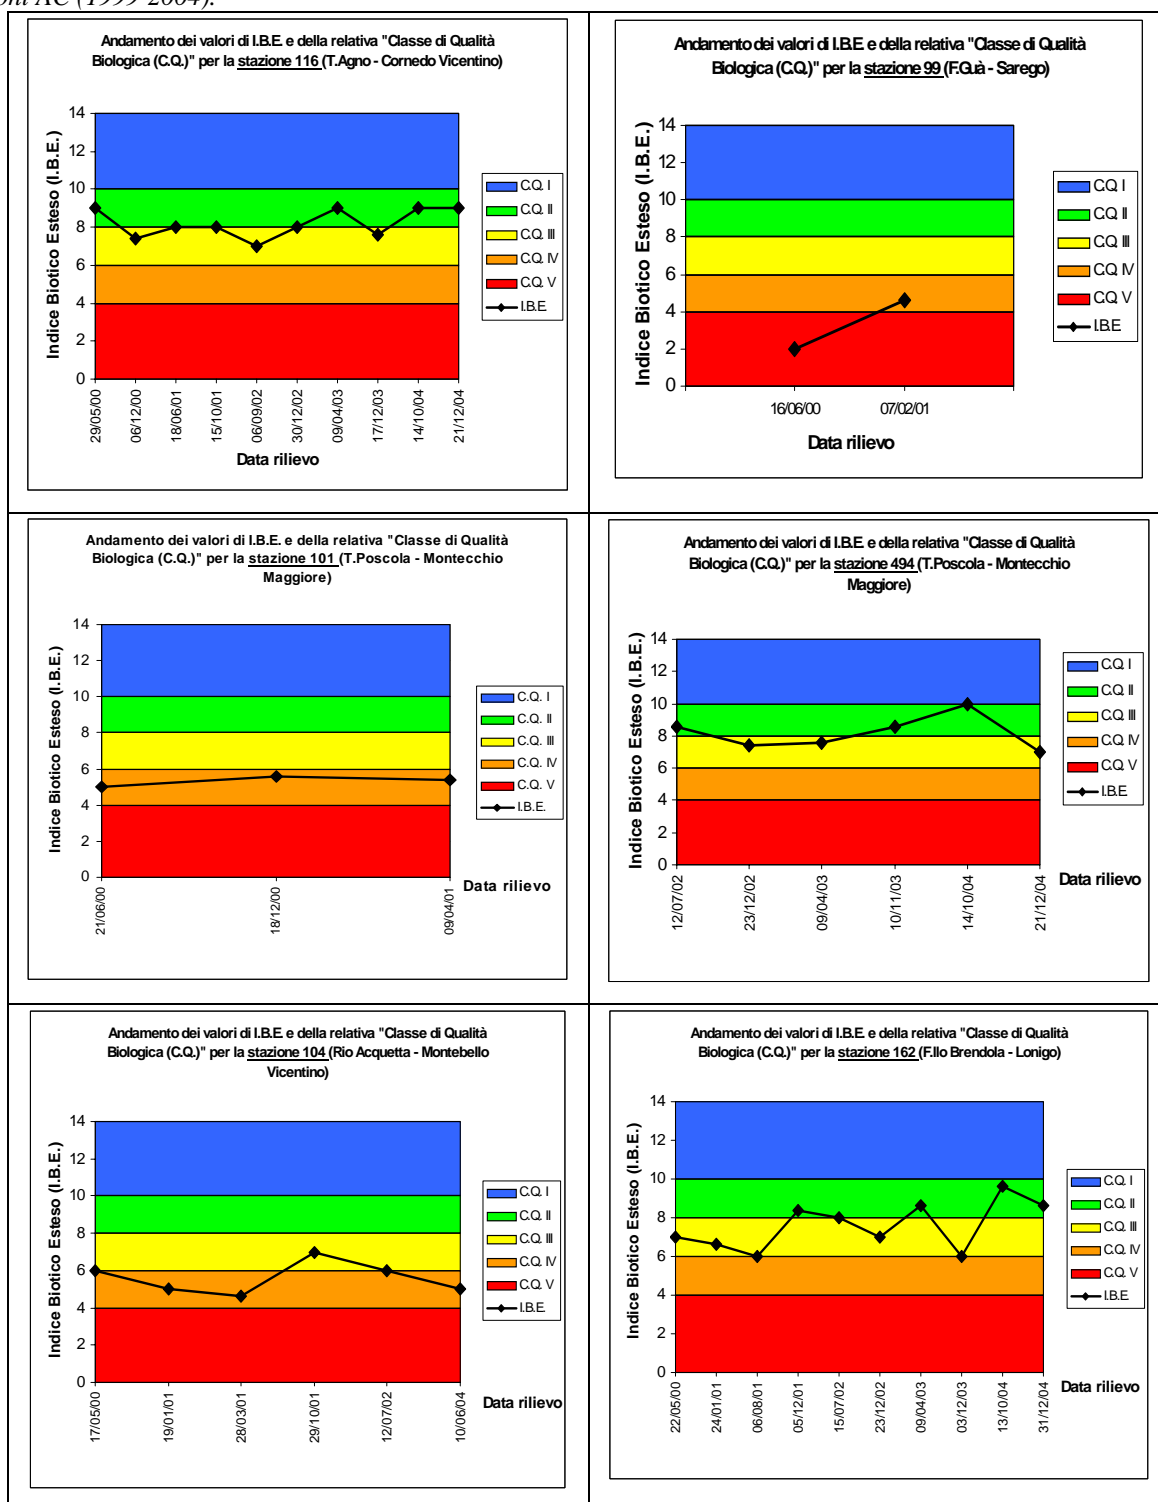 AC (1999-2004).
Andamento dei valori di I.B.E. e della relativa "Classe di Qualità
Biologica (C.Q.)" per la stazione 116 (T.Agno - Cornedo Vicentino)
Indice Biotico Esteso (I.B.E.)
14
12
10
8
6
4
2
0
29/05/00
06/12/00
18/06/01
15/10/01
06/09/02
30/12/02
09/04/03
17/12/03
14/10/04
21/12/04
Data rilievo
C.Q. I
C.Q. II
C.Q. III
C.Q. IV
C.Q. V
I.B.E.
Andamento dei valori di I.B.E. e della relativa "Classe di Qualità
Biologica (C.Q.)" per la stazione 99 (F.Guà - Sarego)
Indice Biotico Esteso (I.B.E.)
14
12
10
8
6
4
2
0
16/06/00
07/02/01
Data rilievo
C.Q. I
C.Q. II
C.Q. III
C.Q. IV
C.Q. V
I.B.E.
Andamento dei valori di I.B.E. e della relativa "Classe di Qualità
Biologica (C.Q.)" per la stazione 101 (T.Poscola - Montecchio
Maggiore)
Indice Biotico Esteso (I.B.E.)
14
12
10
8
6
4
2
0
21/06/00
18/12/00
09/04/01
Data rilievo
C.Q. I
C.Q. II
C.Q. III
C.Q. IV
C.Q. V
I.B.E.
Andamento dei valori di I.B.E. e della relativa "Classe di Qualità
Biologica (C.Q.)" per la stazione 494 (T.Poscola - Montecchio
Maggiore)
Indice Biotico Esteso (I.B.E.)
14
12
10
8
6
4
2
0
12/07/02
23/12/02
09/04/03
10/11/03
14/10/04
21/12/04
Data rilievo
C.Q. I
C.Q. II
C.Q. III
C.Q. IV
C.Q. V
I.B.E.
Andamento dei valori di I.B.E. e della relativa "Classe di Qualità
Biologica (C.Q.)" per la stazione 104 (Rio Acquetta - Montebello
Vicentino)
Indice Biotico Esteso (I.B.E.)
14
12
10
8
6
4
2
0
17/05/00
19/01/01
28/03/01
29/10/01
12/07/02
10/06/04
Data rilievo
C.Q. I
C.Q. II
C.Q. III
C.Q. IV
C.Q. V
I.B.E.
Andamento dei valori di I.B.E. e della relativa "Classe di Qualità
Biologica (C.Q.)" per la stazione 162 (F.llo Brendola - Lonigo)
Indice Biotico Esteso (I.B.E.)
14
12
10
8
6
4
2
0
22/05/00
24/01/01
06/08/01
05/12/01
15/07/02
23/12/02
09/04/03
03/12/03
13/10/04
31/12/04
Data rilievo
C.Q. I
C.Q. II
C.Q. III
C.Q. IV
C.Q. V
I.B.E.